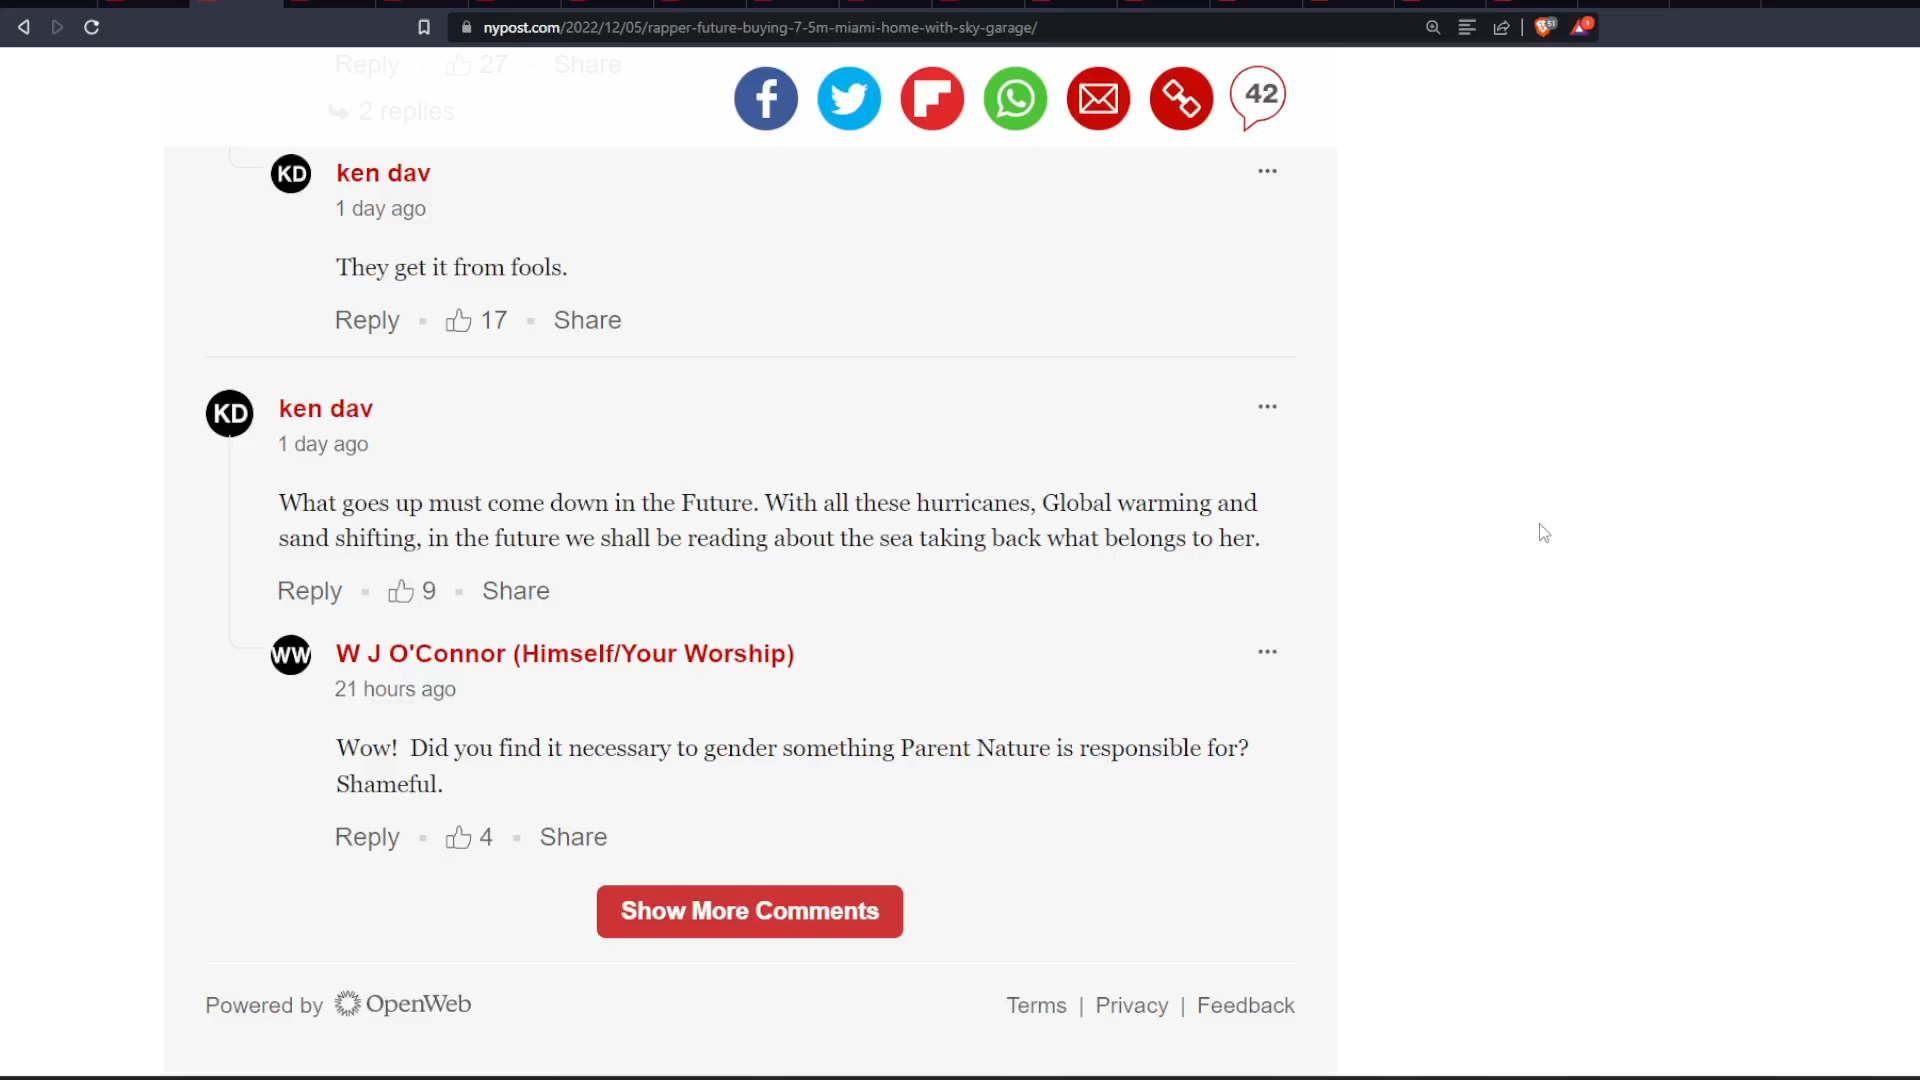 nypost.com/2022/12/05/rapper-future-buying-7-5m-miami-home-with-sky-garage/
51
1
Reply 27 Share
2 replies
42
KD ken dav
1 day ago
They get it from fools.
Reply 17 Share
KD ken dav
1 day ago
What goes up must come down in the Future. With all these hurricanes, Global warming and
sand shifting, in the future we shall be reading about the sea taking back what belongs to her.
Reply 9 Share
WW W J O'Connor (Himself/Your Worship)
21 hours ago
Wow!  Did you find it necessary to gender something Parent Nature is responsible for?
Shameful.
Reply 4 Share
Show More Comments
Powered by OpenWeb
Terms | Privacy | Feedback